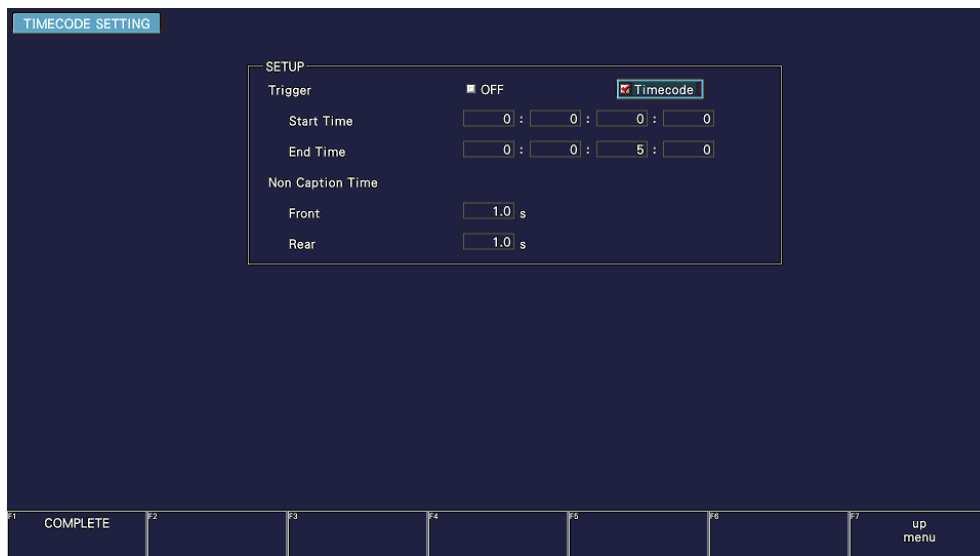 TIMECODE SETTING
SETUP
Trigger OFF Timecode
Start Time 0 : 0 : 0 : 0
End Time 0 : 0 : 5 : 0
Non Caption Time
Front 1.0 s
Rear 1.0 s
F1 COMPLETE F2 F3 F4 F5 F6 F7 up
menu